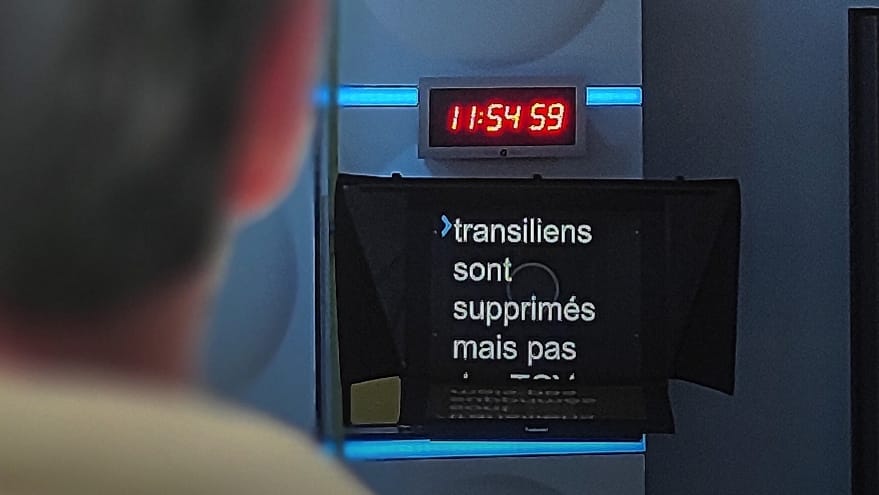 11:54 59
transiliens
sont
supprimés
mais pas